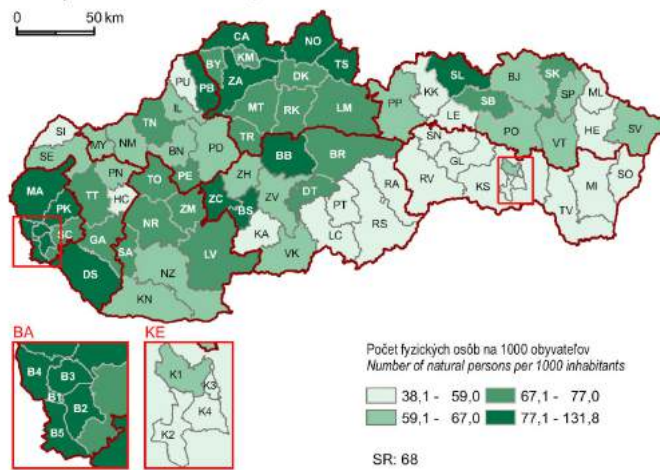 0 50 km
CA NO
BY KM TS
PU PB ZA DK
SL BJ SK
KK SB SP ML
IL MT RK LM PP LE
SI TN PO HE SV
SE MY NM BN PD TR VT
PN PE BB BR SN GL
MA TO ZH RV KS SO
PK TT HC ZC BS ZV DT RA MI
NR ZM PT TV
SC GA SA KA LC RS
DS NZ LV VK
KN
BA
B4 B3
B1
B2
B5
KE
K1
K3
K4
K2
Počet fyzických osôb na 1000 obyvateľov
Number of natural persons per 1000 inhabitants
38,1 - 59,0 67,1 - 77,0
59,1 - 67,0 77,1 - 131,8
SR: 68